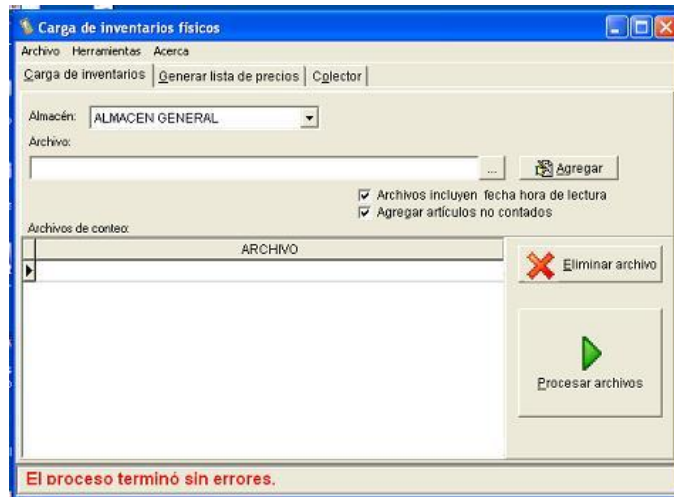 Carga de inventarios físicos
Archivo Herramientas Acerca
Carga de inventarios Generar lista de precios Colector
Almacén: ALMACEN GENERAL
Archivo:
... Agregar
Archivos incluyen fecha hora de lectura
Agregar artículos no contados
Archivos de conteo:
ARCHIVO
Eliminar archivo
Procesar archivos
El proceso terminó sin errores.